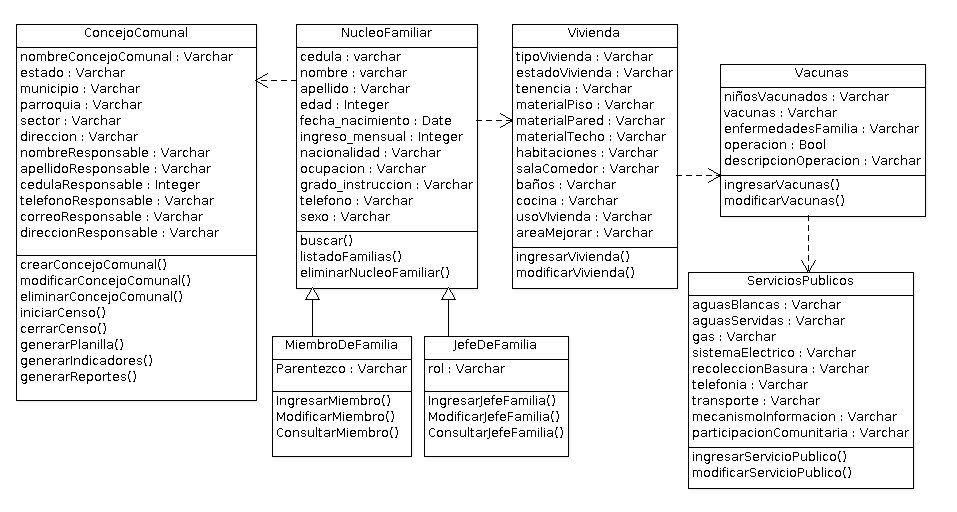 ConcejoComunal
nombreConcejoComunal : Varchar
estado : Varchar
municipio : Varchar
parroquia : Varchar
sector : Varchar
direccion : Varchar
nombreResponsable : Varchar
apellidoResponsable : Varchar
cedulaResponsable : Integer
telefonoResponsable : Varchar
correoResponsable : Varchar
direccionResponsable : Varchar
crearConcejoComunal()
modificarConcejoComunal()
eliminarConcejoComunal()
iniciarCenso()
cerrarCenso()
generarPlanilla()
generarIndicadores()
generarReportes()
NucleoFamiliar
cedula : varchar
nombre : varchar
apellido : Varchar
edad : Integer
fecha_nacimiento : Date
ingreso_mensual : Integer
nacionalidad : Varchar
ocupacion : Varchar
grado_instruccion : Varchar
telefono : Varchar
sexo : Varchar
buscar()
listadoFamilias()
eliminarNucleoFamiliar()
MiembroDeFamilia
Parentezco : Varchar
IngresarMiembro()
ModificarMiembro()
ConsultarMiembro()
JefeDeFamilia
rol : Varchar
IngresarJefeFamilia()
ModificarJefeFamilia()
ConsultarJefeFamilia()
Vivienda
tipoVivienda : Varchar
estadoVivienda : Varchar
tenencia : Varchar
materialPiso : Varchar
materialPared : Varchar
materialTecho : Varchar
habitaciones : Varchar
salaComedor : Varchar
baños : Varchar
cocina : Varchar
usoVIvienda : Varchar
areaMejorar : Varchar
ingresarVivienda()
modificarVivienda()
Vacunas
niñosVacunados : Varchar
vacunas : Varchar
enfermedadesFamilia : Varchar
operacion : Bool
descripcionOperacion : Varchar
ingresarVacunas()
modificarVacunas()
ServiciosPublicos
aguasBlancas : Varchar
aguasServidas : Varchar
gas : Varchar
sistemaElectrico : Varchar
recoleccionBasura : Varchar
telefonia : Varchar
transporte : Varchar
mecanismoInformacion : Varchar
participacionComunitaria : Varchar
ingresarServicioPublico()
modificarServicioPublico()